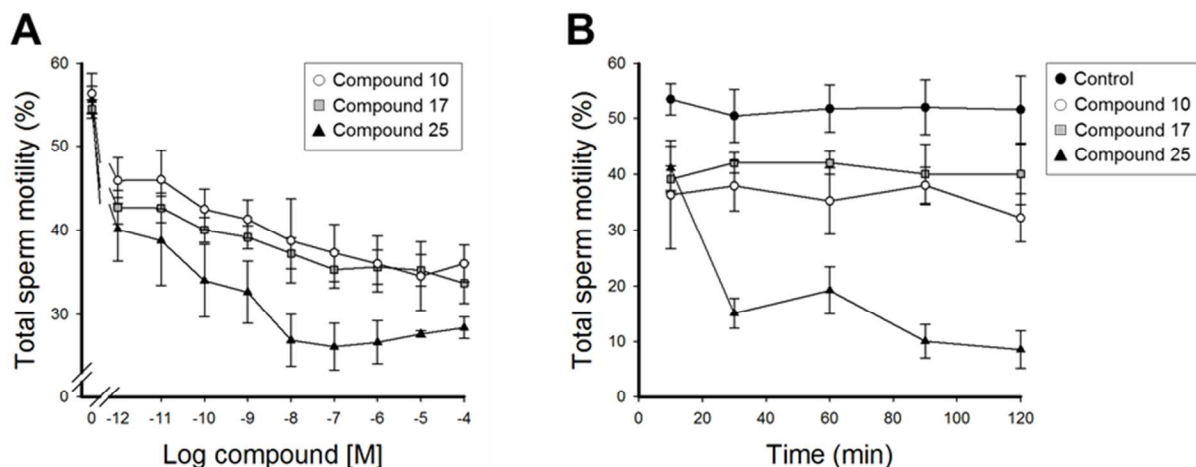 A
Total sperm motility (%)
60
50
40
30
0
Compound 10
Compound 17
Compound 25
0 -12 -11 -10 -9 -8 -7 -6 -5 -4
Log compound [M]
B
Total sperm motility (%)
60
50
40
30
20
10
0
Control
Compound 10
Compound 17
Compound 25
0 20 40 60 80 100 120
Time (min)